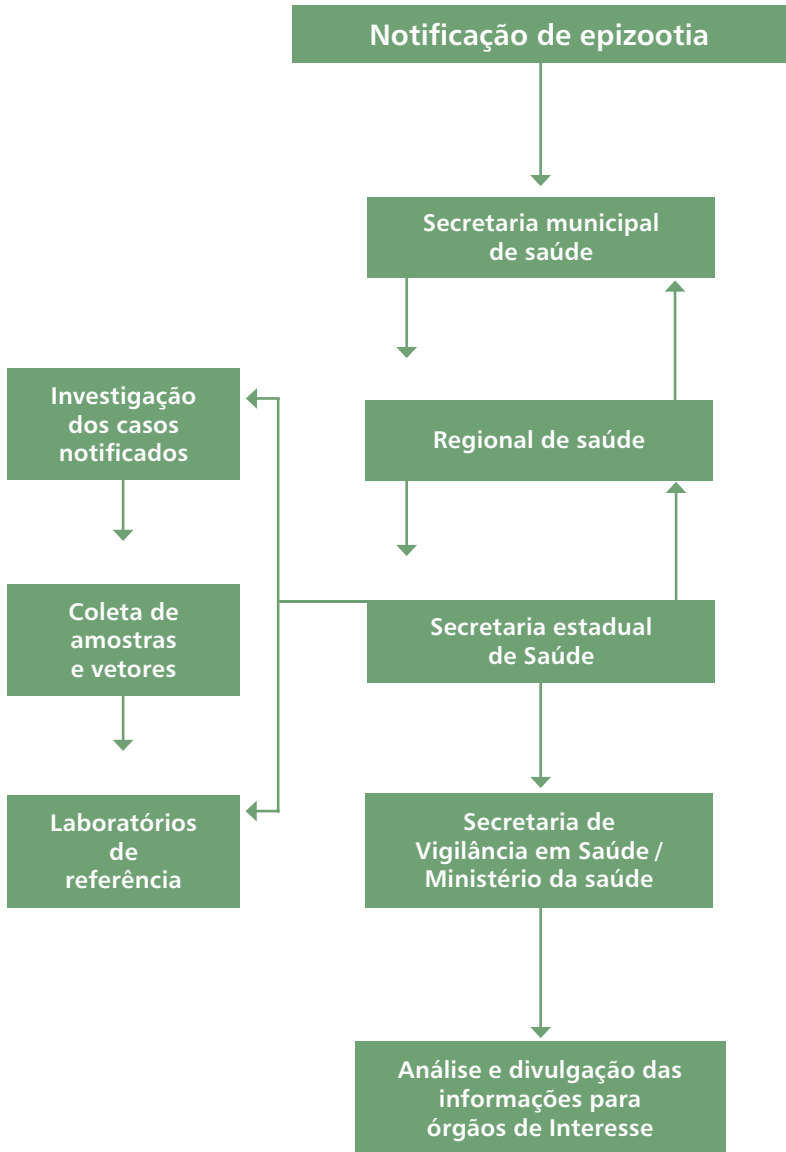 Notificação de epizootia
Secretaria municipal
de saúde
Investigação
dos casos
notificados
Regional de saúde
Coleta de
amostras
e vetores
Secretaria estadual
de Saúde
Laboratórios
de
referência
Secretaria de
Vigilância em Saúde /
Ministério da saúde
Análise e divulgação das
informações para
órgãos de Interesse